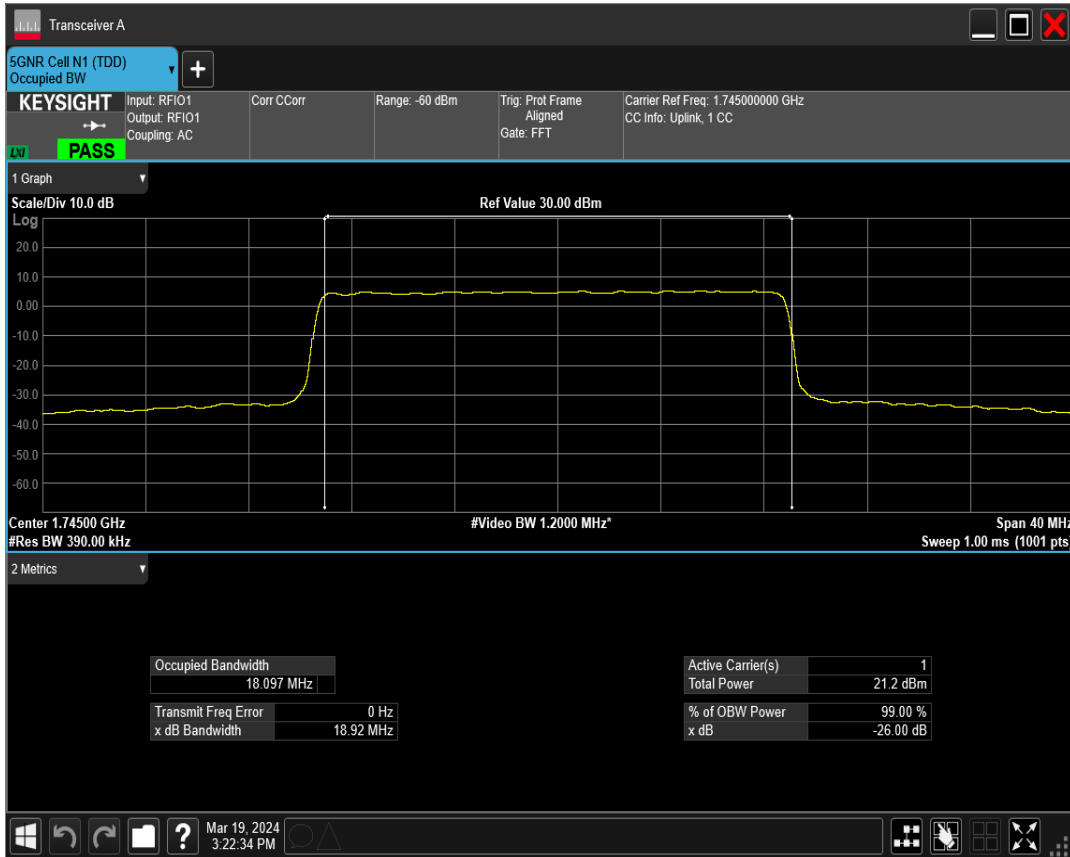 Transceiver A
5GNR Cell N1 (TDD)
Occupied BW
+
KEYSIGHT
LXI
PASS
Input: RFIO1
Output: RFIO1
Coupling: AC
Corr CCorr
Range: -60 dBm
Trig: Prot Frame
Aligned
Gate: FFT
Carrier Ref Freq: 1.745000000 GHz
CC Info: Uplink, 1 CC
1 Graph
Scale/Div 10.0 dB
Ref Value 30.00 dBm
Log
20.0
10.0
0.00
-10.0
-20.0
-30.0
-40.0
-50.0
-60.0
Center 1.74500 GHz
#Video BW 1.2000 MHz*
Span 40 MHz
#Res BW 390.00 kHz
Sweep 1.00 ms (1001 pts)
2 Metrics
Occupied Bandwidth
18.097 MHz
Transmit Freq Error 0 Hz
x dB Bandwidth 18.92 MHz
Active Carrier(s) 1
Total Power 21.2 dBm
% of OBW Power 99.00 %
x dB -26.00 dB
?
Mar 19, 2024
3:22:34 PM